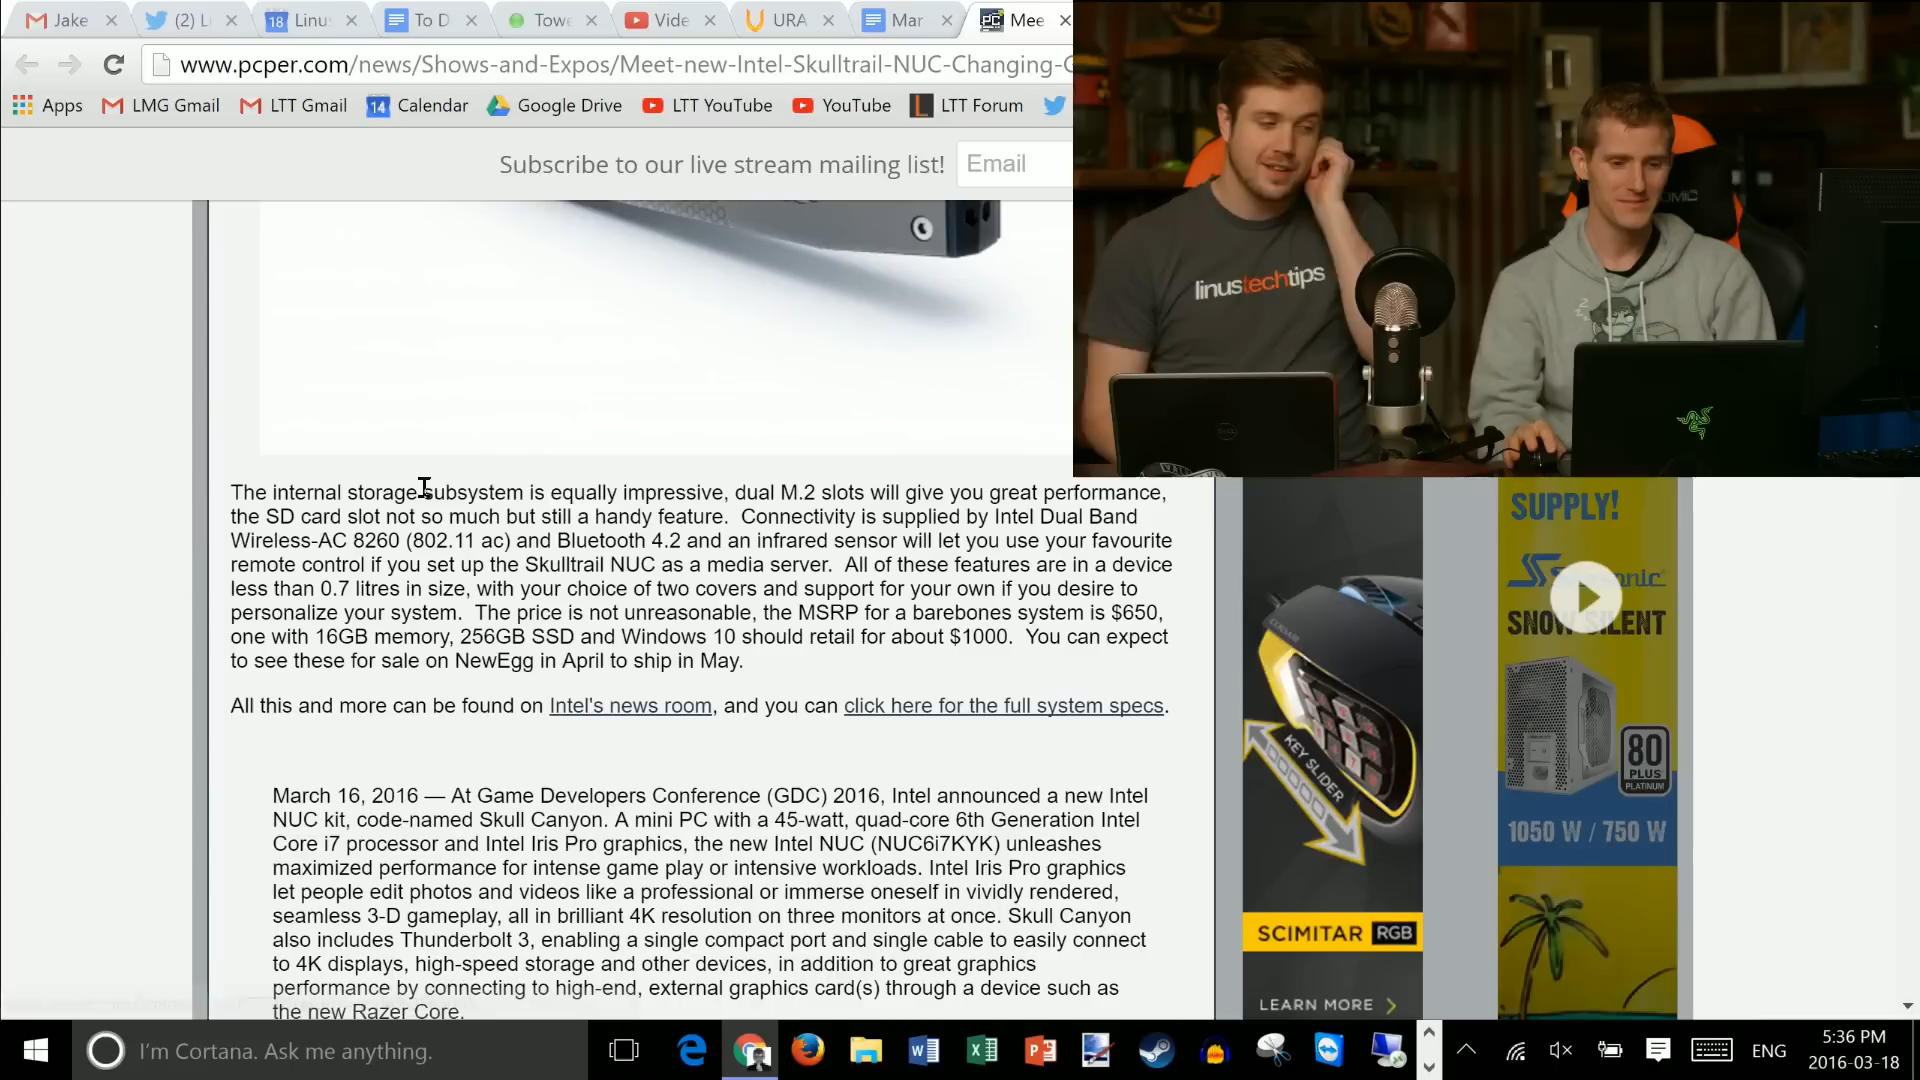 Jake
(2) L
18
Linus
To D
Towe
Vide
URA
Mar
PC
Mee
www.pcper.com/news/Shows-and-Expos/Meet-new-Intel-Skulltrail-NUC-Changing-
Apps
LMG Gmail
LTT Gmail
14
Calendar
Google Drive
LTT YouTube
YouTube
LTT Forum
Subscribe to our live stream mailing list!
Email
linustechtips
DELL
The internal storage subsystem is equally impressive, dual M.2 slots will give you great performance,
the SD card slot not so much but still a handy feature.  Connectivity is supplied by Intel Dual Band
Wireless-AC 8260 (802.11 ac) and Bluetooth 4.2 and an infrared sensor will let you use your favourite
remote control if you set up the Skulltrail NUC as a media server.  All of these features are in a device
less than 0.7 litres in size, with your choice of two covers and support for your own if you desire to
personalize your system.  The price is not unreasonable, the MSRP for a barebones system is $650,
one with 16GB memory, 256GB SSD and Windows 10 should retail for about $1000.  You can expect
to see these for sale on NewEgg in April to ship in May.
All this and more can be found on Intel's news room, and you can click here for the full system specs.
March 16, 2016 — At Game Developers Conference (GDC) 2016, Intel announced a new Intel
NUC kit, code-named Skull Canyon. A mini PC with a 45-watt, quad-core 6th Generation Intel
Core i7 processor and Intel Iris Pro graphics, the new Intel NUC (NUC6i7KYK) unleashes
maximized performance for intense game play or intensive workloads. Intel Iris Pro graphics
let people edit photos and videos like a professional or immerse oneself in vividly rendered,
seamless 3-D gameplay, all in brilliant 4K resolution on three monitors at once. Skull Canyon
also includes Thunderbolt 3, enabling a single compact port and single cable to easily connect
to 4K displays, high-speed storage and other devices, in addition to great graphics
performance by connecting to high-end, external graphics card(s) through a device such as
the new Razer Core.
CORSAIR
KEY SLIDER
SCIMITAR RGB
LEARN MORE
SUPPLY!
SNOW SILENT
80
PLUS
PLATINUM
1050 W / 750 W
I'm Cortana. Ask me anything.
ENG
5:36 PM
2016-03-18